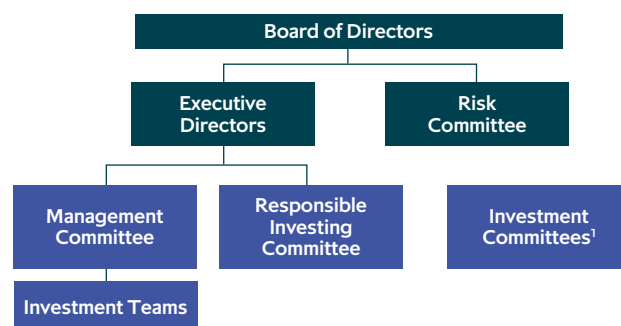 Board of Directors
Executive
Directors
Risk
Committee
Management
Committee
Responsible
Investing
Committee
Investment
Committees¹
Investment Teams